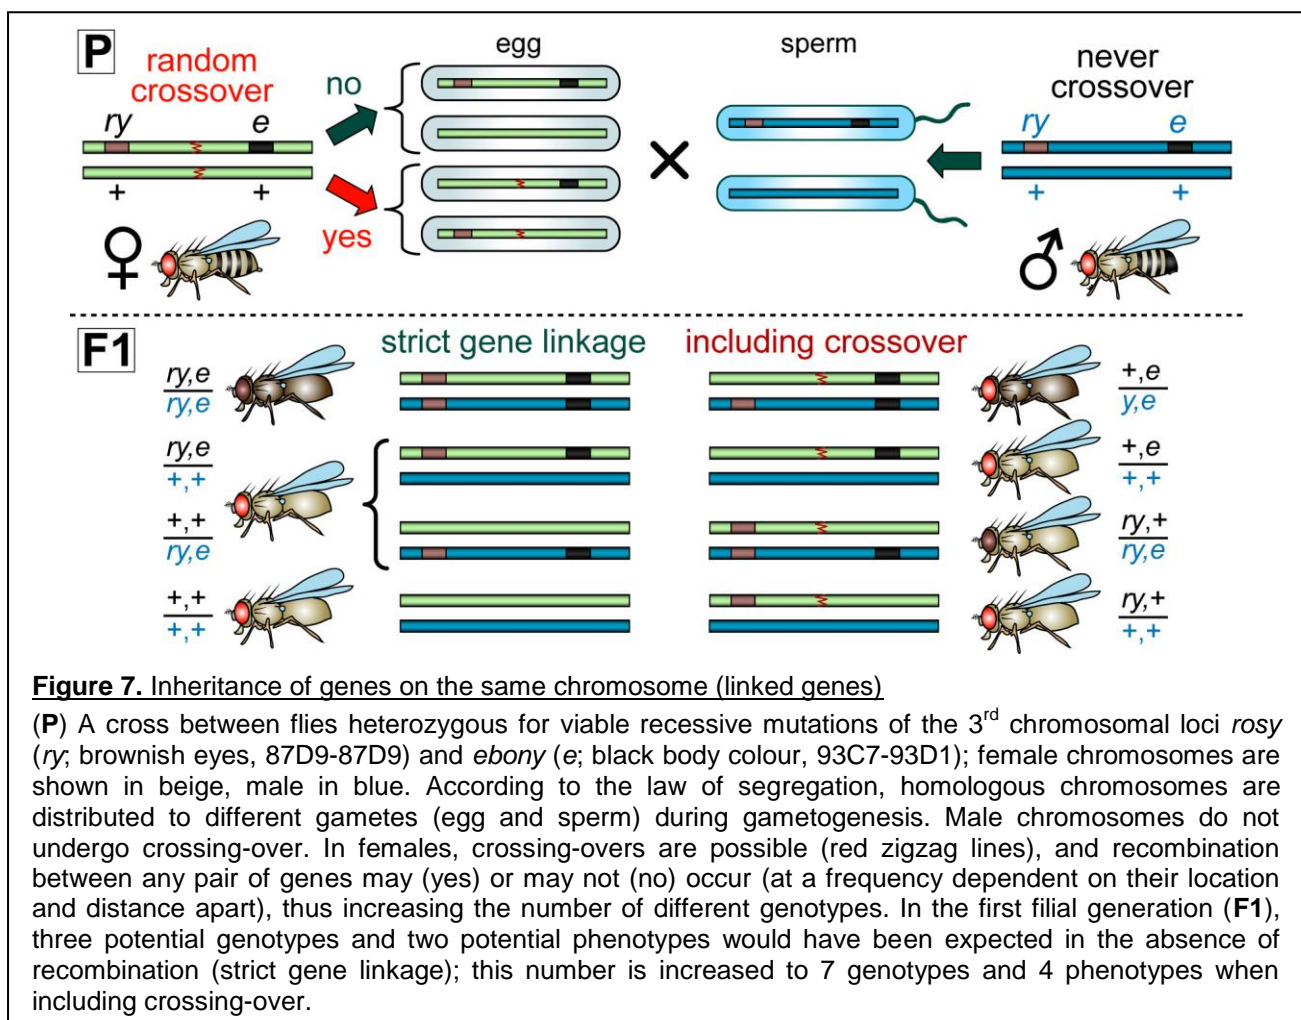 P
random
crossover
ry e
+ +
no
yes
egg
sperm
never
crossover
ry e
+ +
F1
strict gene linkage
including crossover
ry,e
ry,e
ry,e
+,+
+,+
ry,e
+,+
+,+
+,e
y,e
+,e
+,+
ry,+
ry,e
ry,+
+,+
Figure 7. Inheritance of genes on the same chromosome (linked genes)
(P) A cross between flies heterozygous for viable recessive mutations of the 3rd chromosomal loci rosy
(ry; brownish eyes, 87D9-87D9) and ebony (e; black body colour, 93C7-93D1); female chromosomes are
shown in beige, male in blue. According to the law of segregation, homologous chromosomes are
distributed to different gametes (egg and sperm) during gametogenesis. Male chromosomes do not
undergo crossing-over. In females, crossing-overs are possible (red zigzag lines), and recombination
between any pair of genes may (yes) or may not (no) occur (at a frequency dependent on their location
and distance apart), thus increasing the number of different genotypes. In the first filial generation (F1),
three potential genotypes and two potential phenotypes would have been expected in the absence of
recombination (strict gene linkage); this number is increased to 7 genotypes and 4 phenotypes when
including crossing-over.